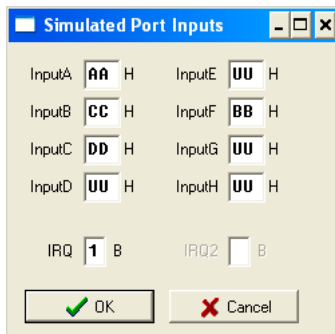 Simulated Port Inputs
InputA AA H InputE UU H
InputB CC H InputF BB H
InputC DD H InputG UU H
InputD UU H InputH UU H
IRQ 1 B IRQ2 B
OK Cancel